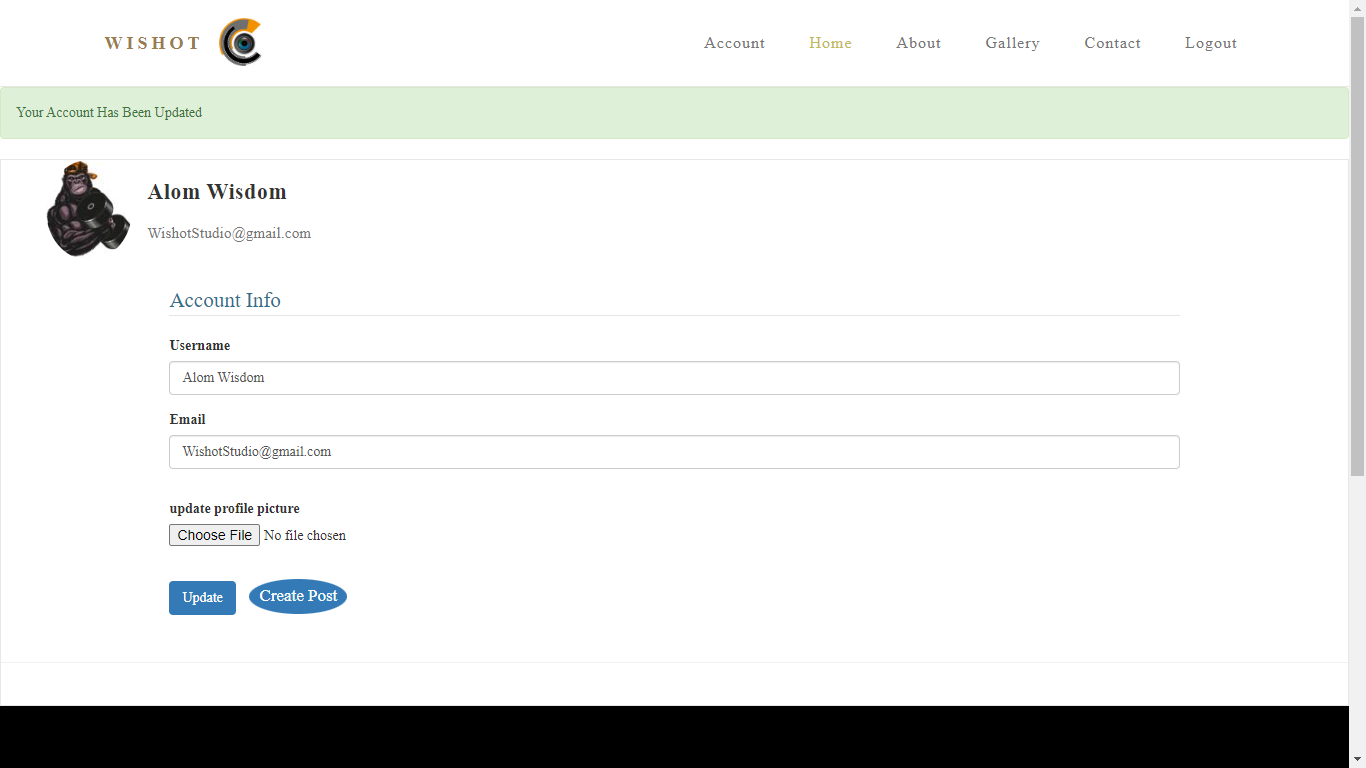 WISHOT
Account Home About Gallery Contact Logout
Your Account Has Been Updated
Alom Wisdom
WishotStudio@gmail.com
Account Info
Username
Alom Wisdom
Email
WishotStudio@gmail.com
update profile picture
Choose File No file chosen
Update Create Post